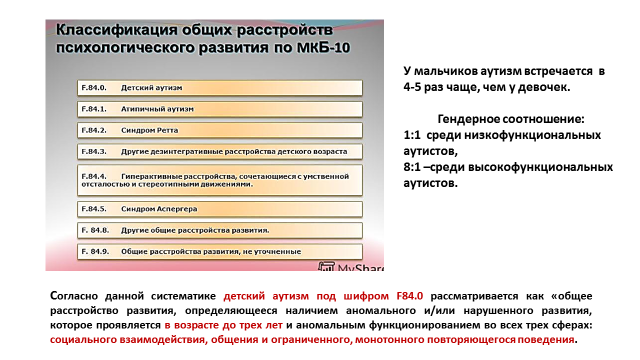 Классификация общих расстройств
психологического развития по МКБ-10
F.84.0. Детский аутизм
F.84.1. Атипичный аутизм
F.84.2. Синдром Ретта
F.84.3. Другие дезинтегративные расстройства детского возраста
F.84.4. Гиперактивные расстройства, сочетающиеся с умственной
отсталостью и стереотипными движениями.
F.84.5. Синдром Аспергера
F. 84.8. Другие общие расстройства развития.
F. 84.9. Общие расстройства развития, не уточненные
MyShare
У мальчиков аутизм встречается в
4-5 раз чаще, чем у девочек.
Гендерное соотношение:
1:1 среди низкофункциональных
аутистов,
8:1 –среди высокофункциональных
аутистов.
Согласно данной систематике детский аутизм под шифром F84.0 рассматривается как «общее
расстройство развития, определяющееся наличием аномального и/или нарушенного развития,
которое проявляется в возрасте до трех лет и аномальным функционированием во всех трех сферах:
социального взаимодействия, общения и ограниченного, монотонного повторяющегося поведения.